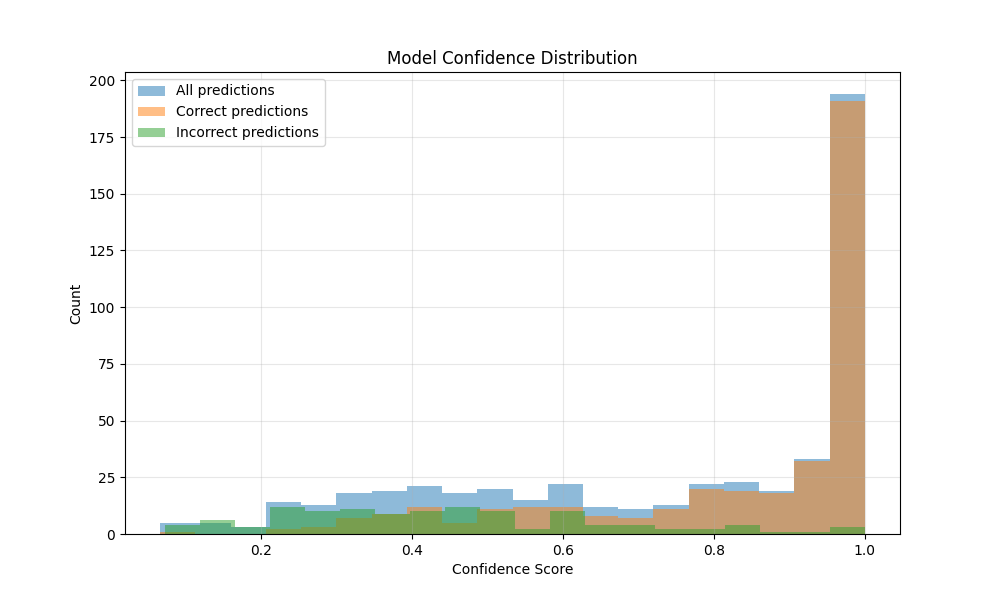 Model Confidence Distribution
All predictions
Correct predictions
Incorrect predictions
200
175
150
125
100
75
50
25
0
Count
0.2 0.4 0.6 0.8 1.0
Confidence Score